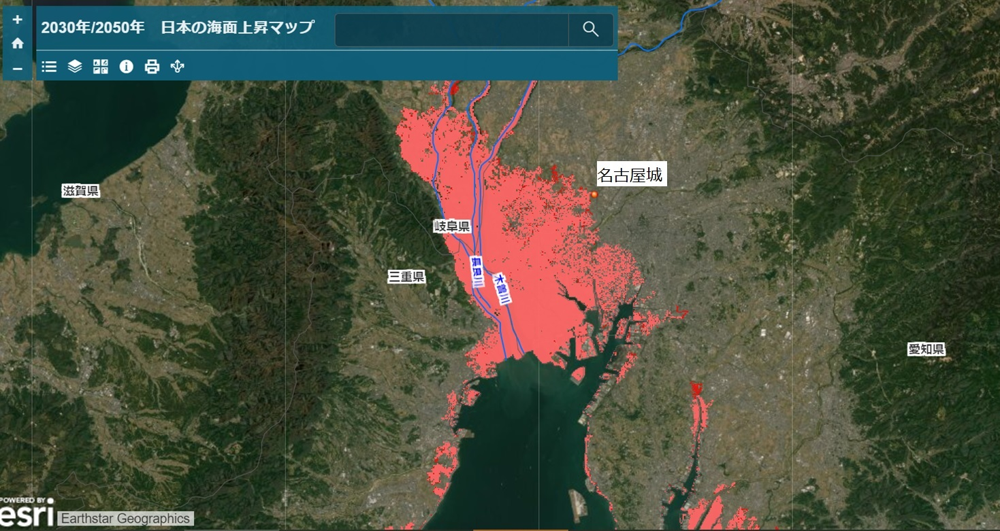 2030年/2050年　日本の海面上昇マップ
名古屋城
滋賀県
岐阜県
長良川
木曽川
三重県
愛知県
POWERED BY
esri
Earthstar Geographics